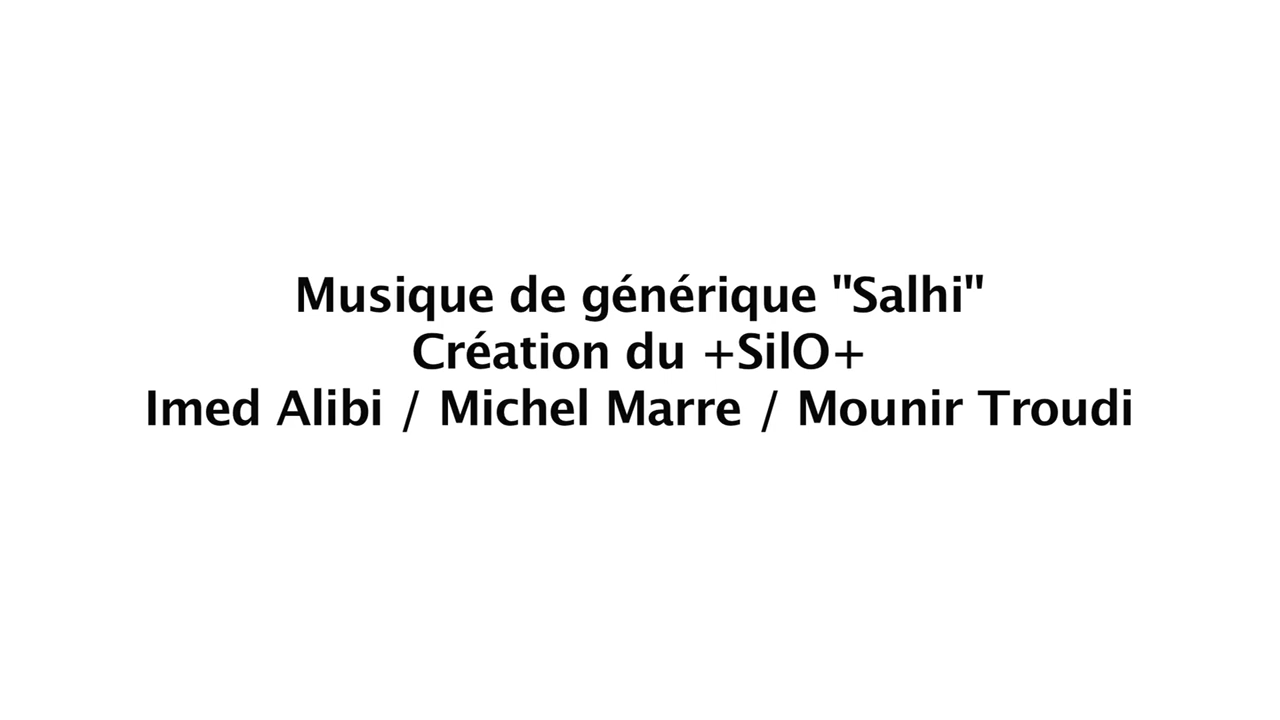 Musique de générique "Salhi"
Création du +SilO+
Imed Alibi / Michel Marre / Mounir Troudi